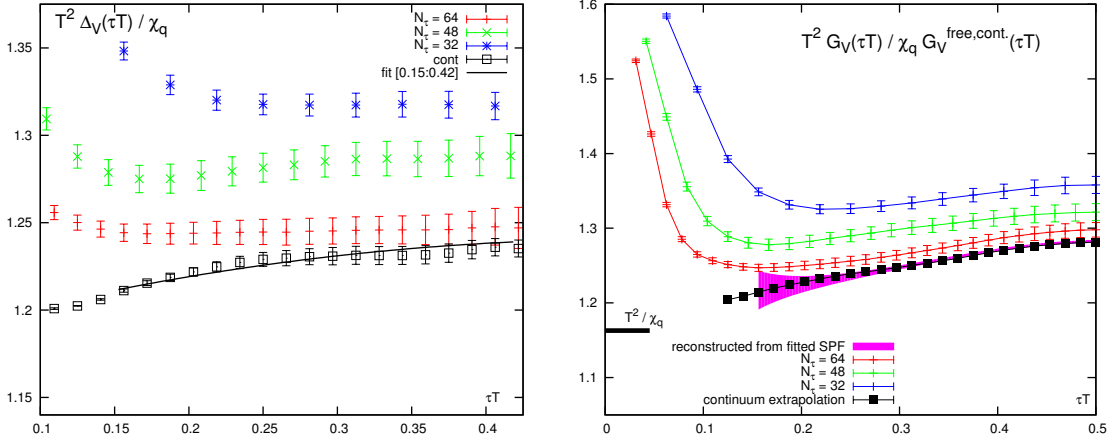 T² Δ_V(τT) / χ_q
N_τ = 64
N_τ = 48
N_τ = 32
cont
fit [0.15:0.42]
1.35
1.3
1.25
1.2
1.15
τT
0.1 0.15 0.2 0.25 0.3 0.35 0.4
T² G_V(τT) / χ_q G_V^free,cont.(τT)
1.6
1.5
1.4
1.3
1.2
1.1
T² / χ_q
reconstructed from fitted SPF
N_τ = 64
N_τ = 48
N_τ = 32
continuum extrapolation
τT
0 0.1 0.2 0.3 0.4 0.5